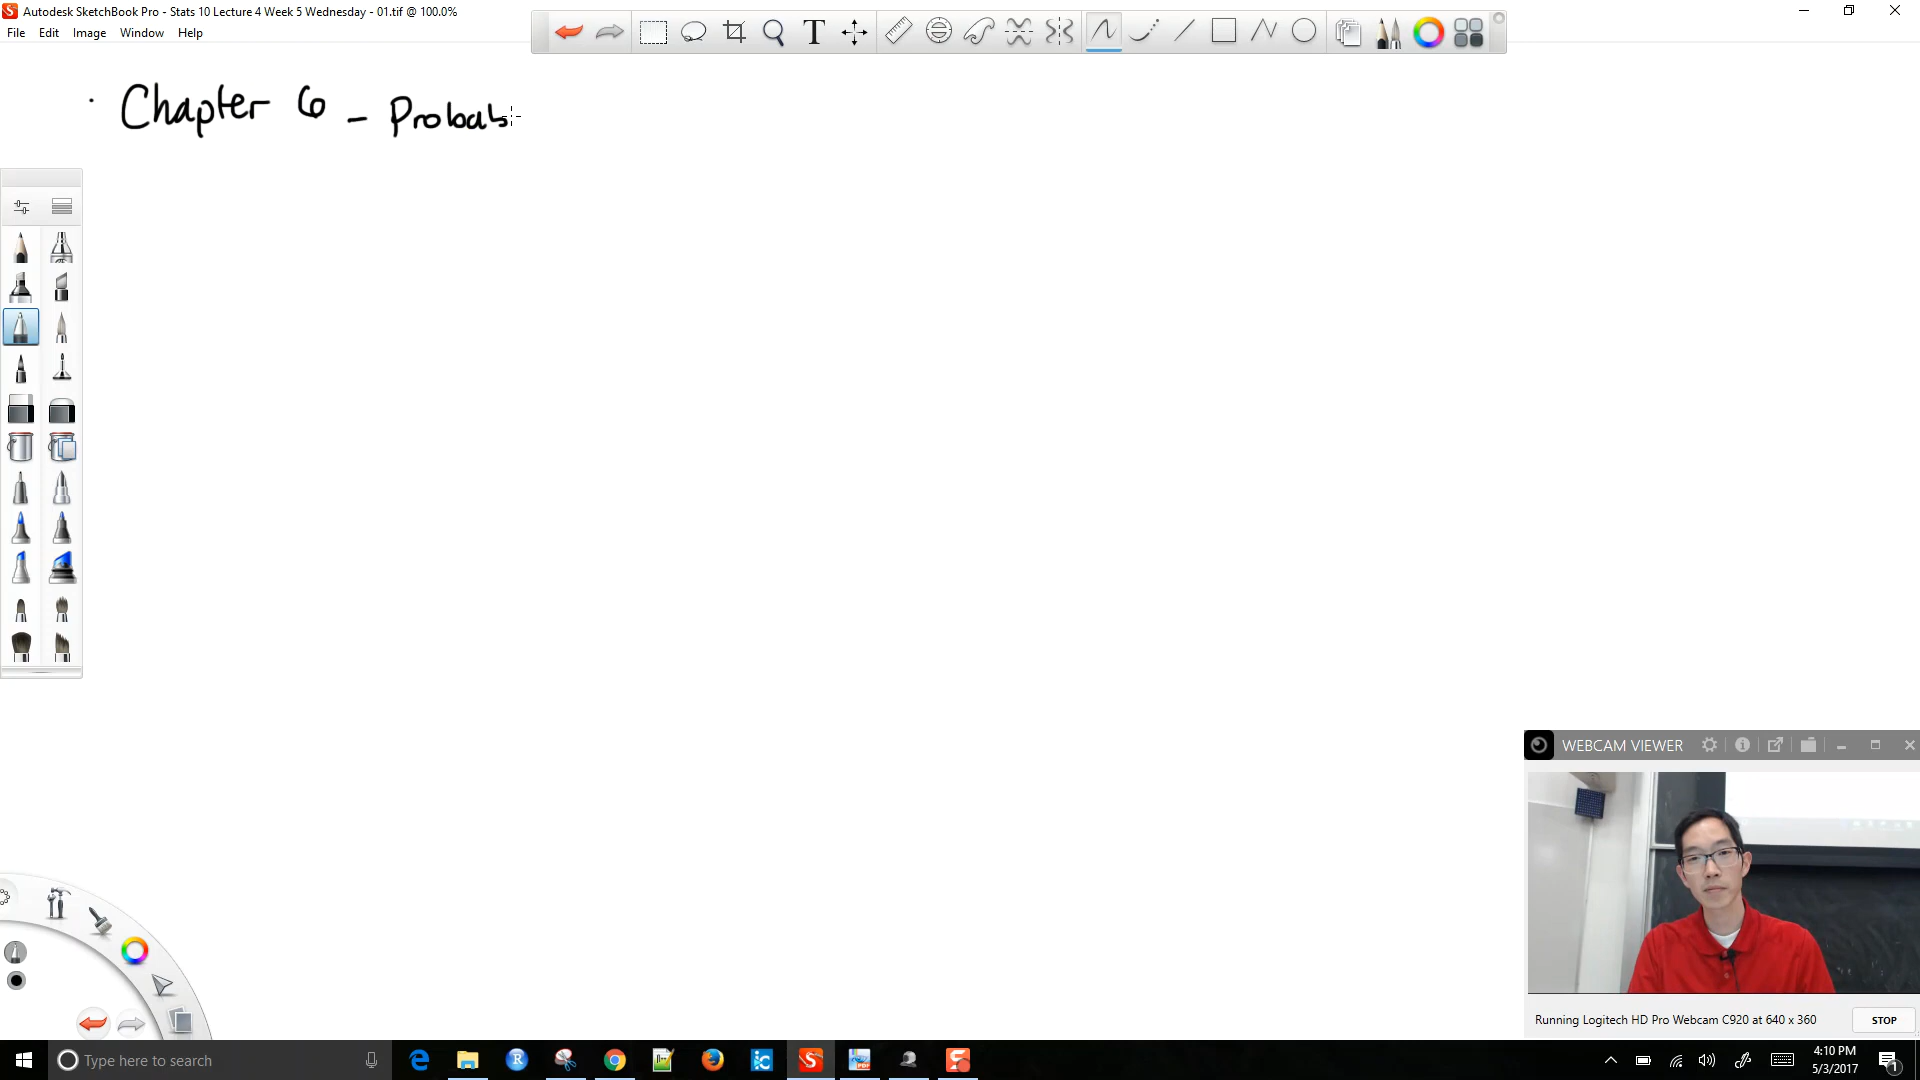 Autodesk SketchBook Pro - Stats 10 Lecture 4 Week 5 Wednesday - 01.tif @ 100.0%
File Edit Image Window Help
T
· Chapter 6 - Probab
WEBCAM VIEWER
Running Logitech HD Pro Webcam C920 at 640 x 360
STOP
Type here to search
4:10 PM
5/3/2017